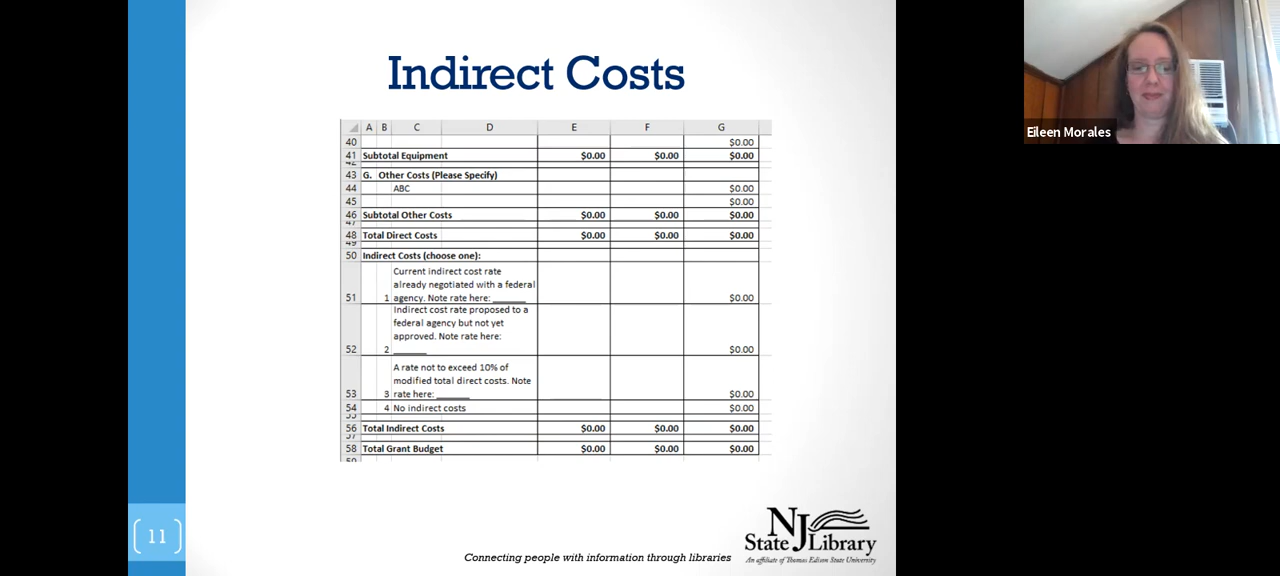 Indirect Costs
A B C D E F G
40 $0.00
41 Subtotal Equipment $0.00 $0.00 $0.00
42
43 G. Other Costs (Please Specify)
44 ABC $0.00
45 $0.00
46 Subtotal Other Costs $0.00 $0.00 $0.00
47
48 Total Direct Costs $0.00 $0.00 $0.00
49
50 Indirect Costs (choose one):
Current indirect cost rate
already negotiated with a federal
51 1 agency. Note rate here: ______ $0.00
Indirect cost rate proposed to a
federal agency but not yet
approved. Note rate here:
52 2 ______ $0.00
A rate not to exceed 10% of
modified total direct costs. Note
53 3 rate here: ______ $0.00
54 4 No indirect costs $0.00
55
56 Total Indirect Costs $0.00 $0.00 $0.00
57
58 Total Grant Budget $0.00 $0.00 $0.00
59
11
Connecting people with information through libraries
NJ
State Library
An affiliate of Thomas Edison State University
Eileen Morales